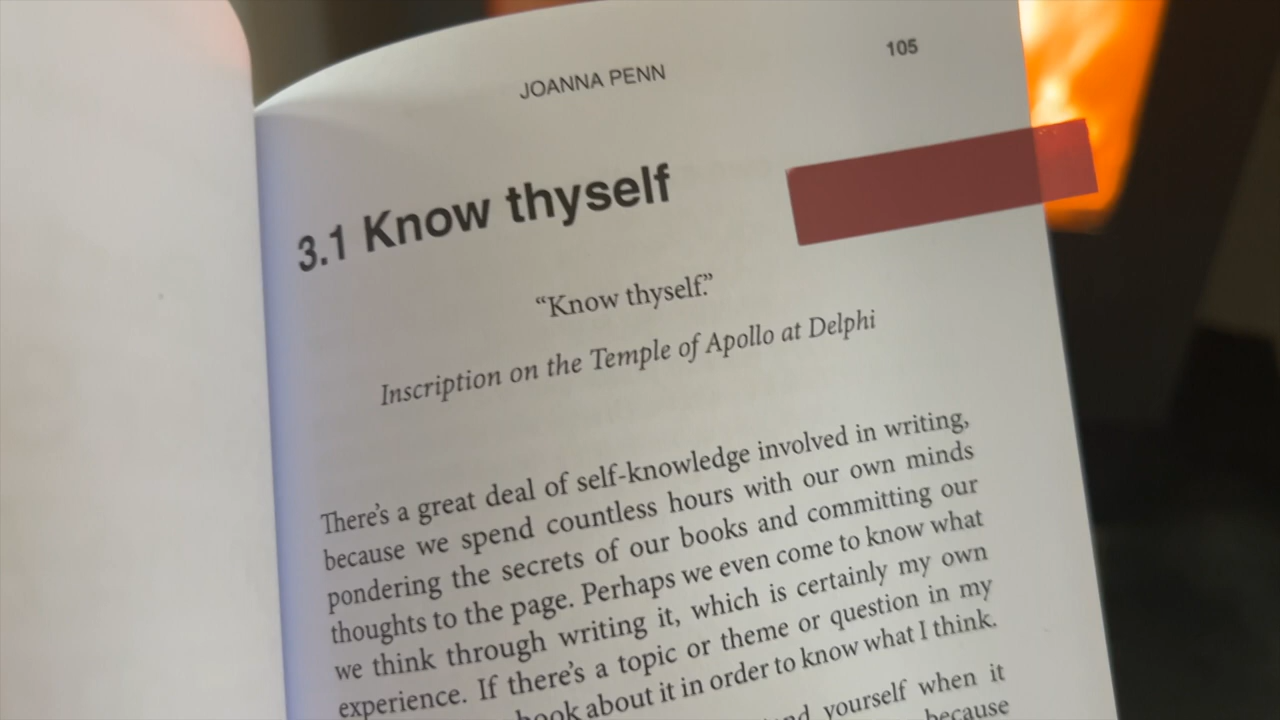 JOANNA PENN 105
3.1 Know thyself
“Know thyself.”
Inscription on the Temple of Apollo at Delphi
There’s a great deal of self-knowledge involved in writing,
because we spend countless hours with our own minds
pondering the secrets of our books and committing our
thoughts to the page. Perhaps we even come to know what
we think through writing it, which is certainly my own
experience. If there’s a topic or theme or question in my
book about it in order to know what I think.
yourself when it
because